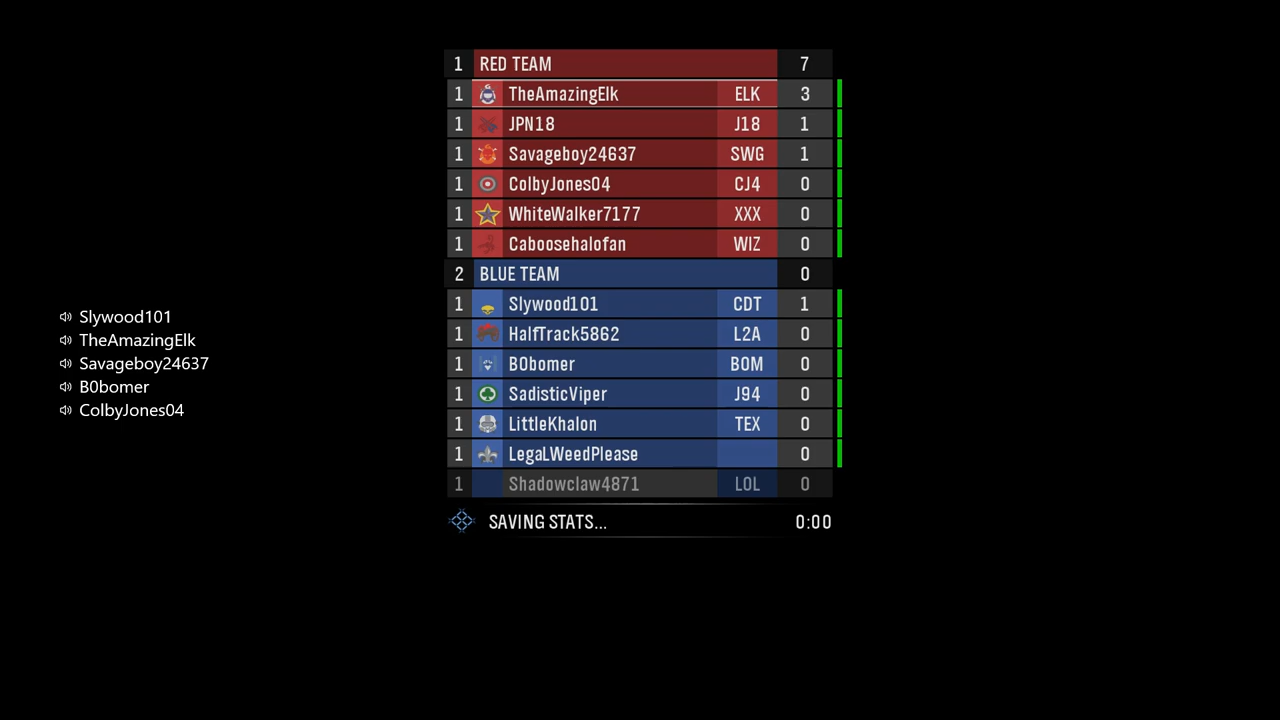 1 RED TEAM 7
1 TheAmazingElk ELK 3
1 JPN18 J18 1
1 Savageboy24637 SWG 1
1 ColbyJones04 CJ4 0
1 WhiteWalker7177 XXX 0
1 Caboosehalofan WIZ 0
2 BLUE TEAM 0
1 Slywood101 CDT 1
1 HalfTrack5862 L2A 0
1 B0bomer BOM 0
1 SadisticViper J94 0
1 LittleKhalon TEX 0
1 LegaLWeedPlease 0
1 Shadowclaw4871 LOL 0
SAVING STATS... 0:00
Slywood101
TheAmazingElk
Savageboy24637
B0bomer
ColbyJones04